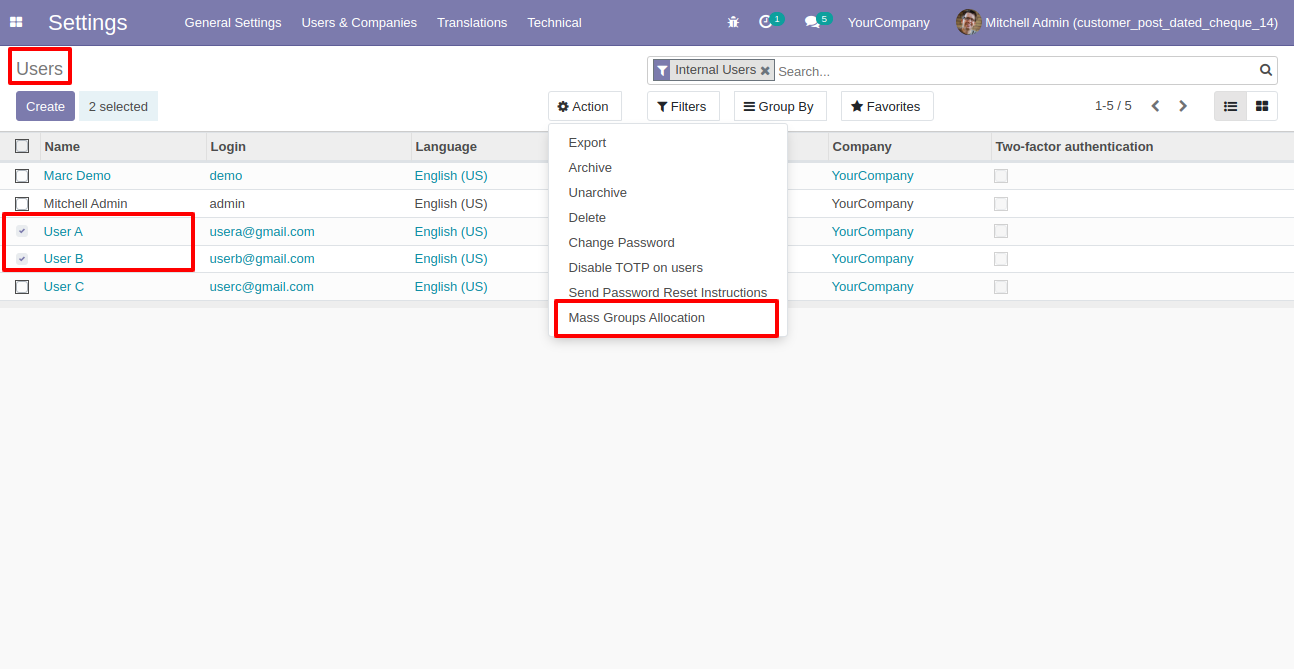 Settings General Settings Users & Companies Translations Technical 1 5 YourCompany Mitchell Admin (customer_post_dated_cheque_14)
Users Internal Users Search...
Create 2 selected Action Filters Group By Favorites 1-5 / 5
Name Login Language Company Two-factor authentication
Marc Demo demo English (US) YourCompany
Mitchell Admin admin English (US) YourCompany
User A usera@gmail.com English (US) YourCompany
User B userb@gmail.com English (US) YourCompany
User C userc@gmail.com English (US) YourCompany
Export
Archive
Unarchive
Delete
Change Password
Disable TOTP on users
Send Password Reset Instructions
Mass Groups Allocation